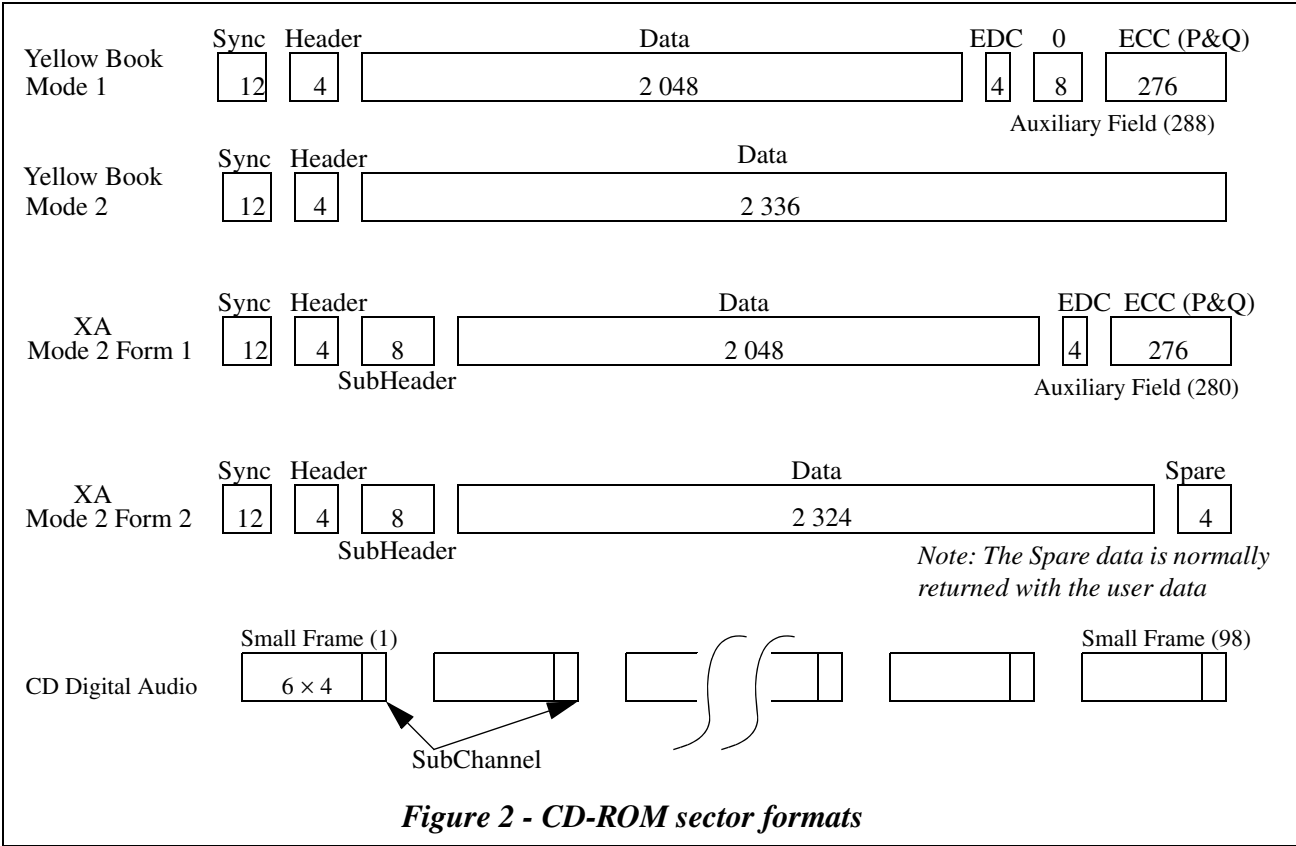 Sync Header Data EDC 0 ECC (P&Q)
Yellow Book
Mode 1 12 4 2 048 4 8 276
Auxiliary Field (288)
Sync Header Data
Yellow Book
Mode 2 12 4 2 336
Sync Header Data EDC ECC (P&Q)
XA
Mode 2 Form 1 12 4 8 2 048 4 276
SubHeader Auxiliary Field (280)
Sync Header Data Spare
XA
Mode 2 Form 2 12 4 8 2 324 4
SubHeader
Note: The Spare data is normally
returned with the user data
Small Frame (1) Small Frame (98)
CD Digital Audio 6 × 4
SubChannel
Figure 2 - CD-ROM sector formats